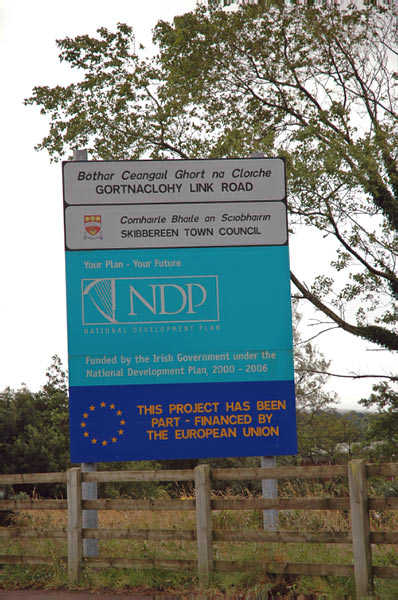 Bóthar Ceangail Ghort na Cloiche
GORTNACLOHY LINK ROAD
Comhairle Bhaile an Sciobhairín
SKIBBEREEN TOWN COUNCIL
Your Plan - Your Future
NDP
NATIONAL DEVELOPMENT PLAN
Funded by the Irish Government under the
National Development Plan, 2000 - 2006
THIS PROJECT HAS BEEN
PART - FINANCED BY
THE EUROPEAN UNION